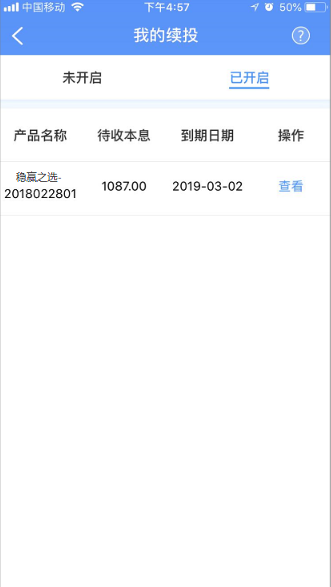 中国移动 下午4:57 50%
我的续投
未开启 已开启
产品名称 待收本息 到期日期 操作
稳赢之选-
2018022801 1087.00 2019-03-02 查看